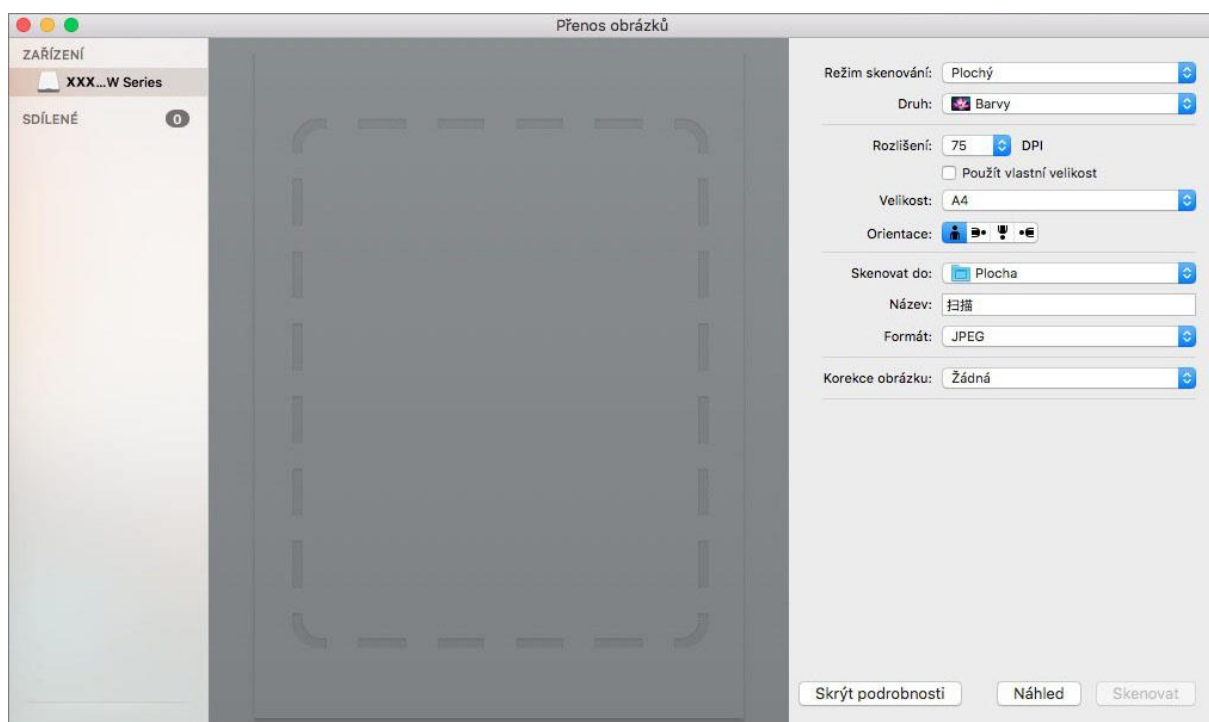 Přenos obrázků
ZAŘÍZENÍ
XXX...W Series
SDÍLENÉ 0
Režim skenování: Plochý
Druh: Barvy
Rozlišení: 75 DPI
Použít vlastní velikost
Velikost: A4
Orientace:
Skenovat do: Plocha
Název: 扫描
Formát: JPEG
Korekce obrázku: Žádná
Skrýt podrobnosti Náhled Skenovat